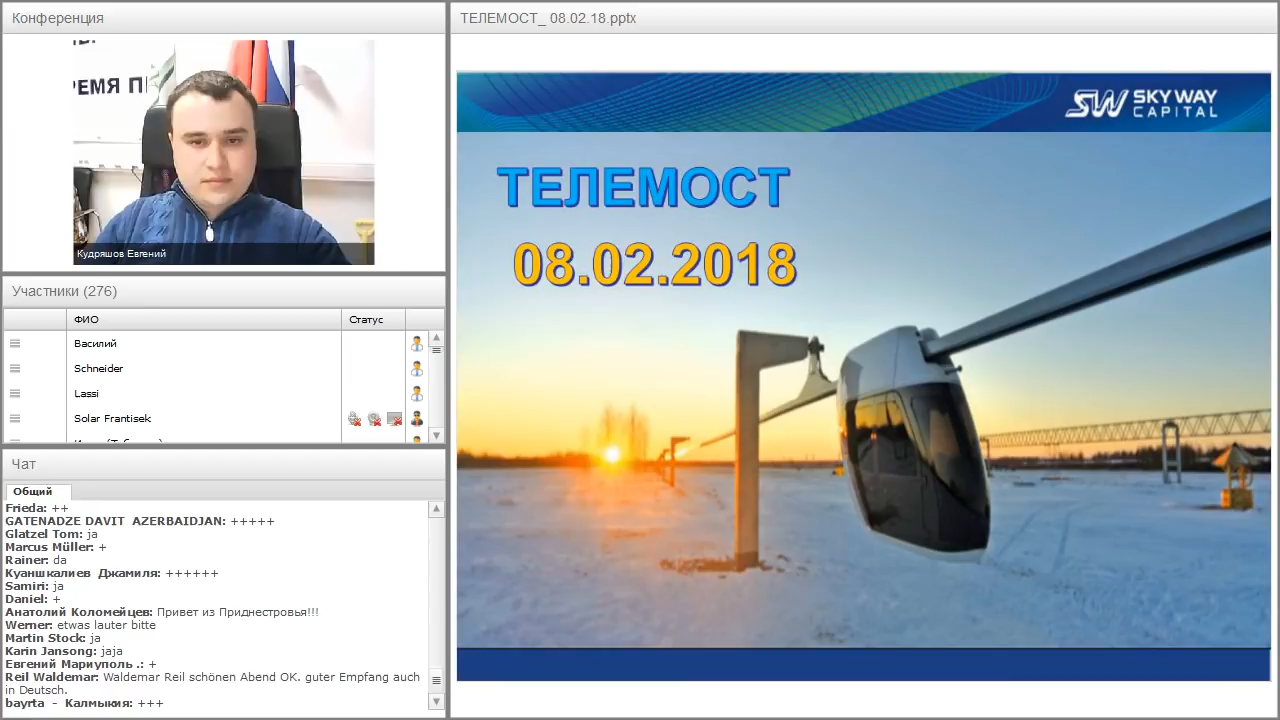 Конференция
РЕМЯ П
Кудряшов Евгений
Участники (276)
ФИО
Статус
Василий
Schneider
Lassi
Solar Frantisek
Чат
Общий
Frieda: ++
GATENADZE DAVIT AZERBAIDJAN: +++++
Glatzel Tom: ja
Marcus Müller: +
Rainer: da
Куаншкалиев Джамиля: ++++++
Samiri: ja
Daniel: +
Анатолий Коломейцев: Привет из Приднестровья!!!
Werner: etwas lauter bitte
Martin Stock: ja
Karin Jansong: jaja
Евгений Мариуполь .: +
Reil Waldemar: Waldemar Reil schönen Abend OK. guter Empfang auch
in Deutsch.
bayrta - Калмыкия: +++
ТЕЛЕМОСТ_ 08.02.18.pptx
SW SKY WAY
CAPITAL
ТЕЛЕМОСТ
08.02.2018